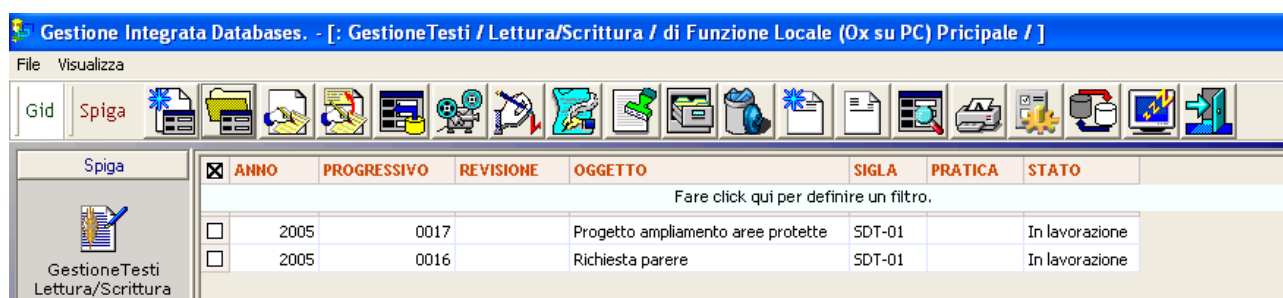 Gestione Integrata Databases. - [: GestioneTesti / Lettura/Scrittura / di Funzione Locale (Ox su PC) Pricipale / ]
File Visualizza
Gid Spiga
Spiga
ANNO PROGRESSIVO REVISIONE OGGETTO SIGLA PRATICA STATO
Fare click qui per definire un filtro.
2005 0017 Progetto ampliamento aree protette SDT-01 In lavorazione
2005 0016 Richiesta parere SDT-01 In lavorazione
GestioneTesti
Lettura/Scrittura